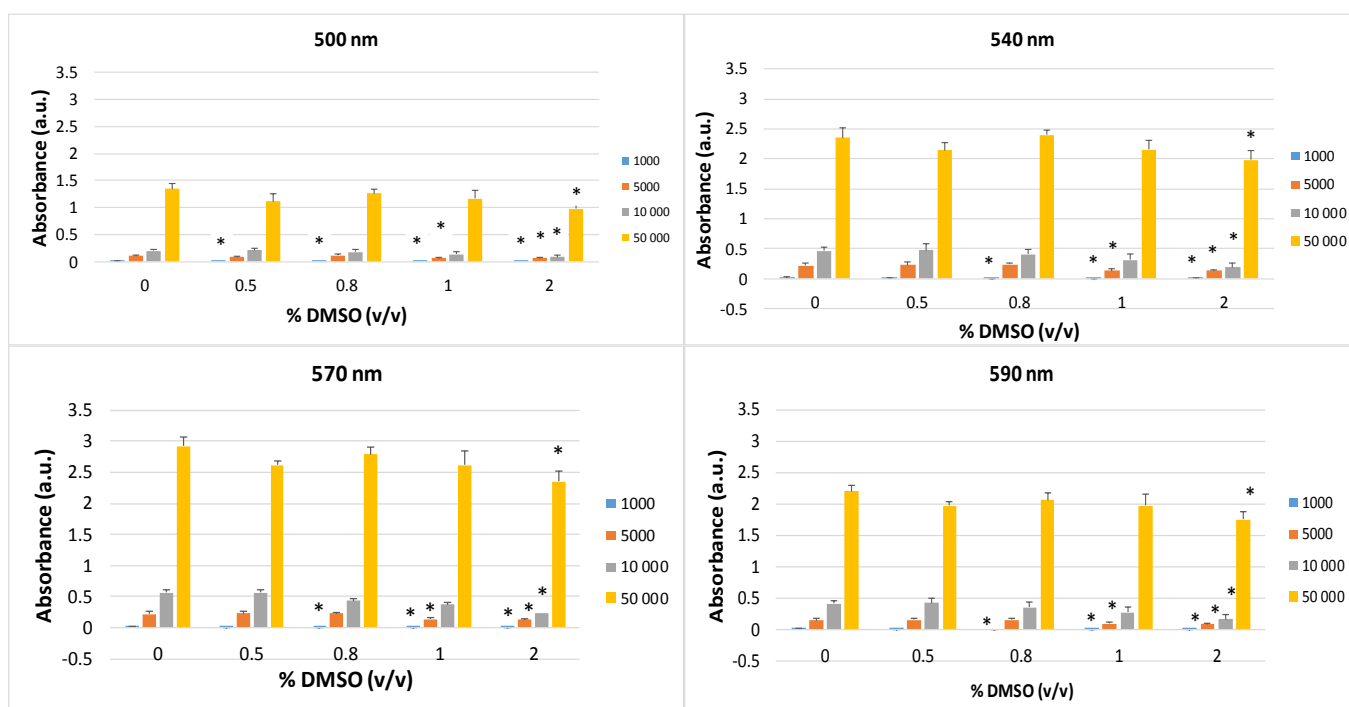 500 nm
3.5
3
2.5
2
1.5
1
0.5
0
Absorbance (a.u.)
* * * * * * * *
0 0.5 0.8 1 2
% DMSO (v/v)
1000
5000
10 000
50 000
540 nm
3.5
3
2.5
2
1.5
1
0.5
0
-0.5
Absorbance (a.u.)
* * * * * * *
0 0.5 0.8 1 2
% DMSO (v/v)
1000
5000
10 000
50 000
570 nm
3.5
3
2.5
2
1.5
1
0.5
0
-0.5
Absorbance (a.u.)
* * * * * * *
0 0.5 0.8 1 2
% DMSO (v/v)
1000
5000
10 000
50 000
590 nm
3.5
3
2.5
2
1.5
1
0.5
0
-0.5
Absorbance (a.u.)
* * * * * * *
0 0.5 0.8 1 2
% DMSO (v/v)
1000
5000
10 000
50 000